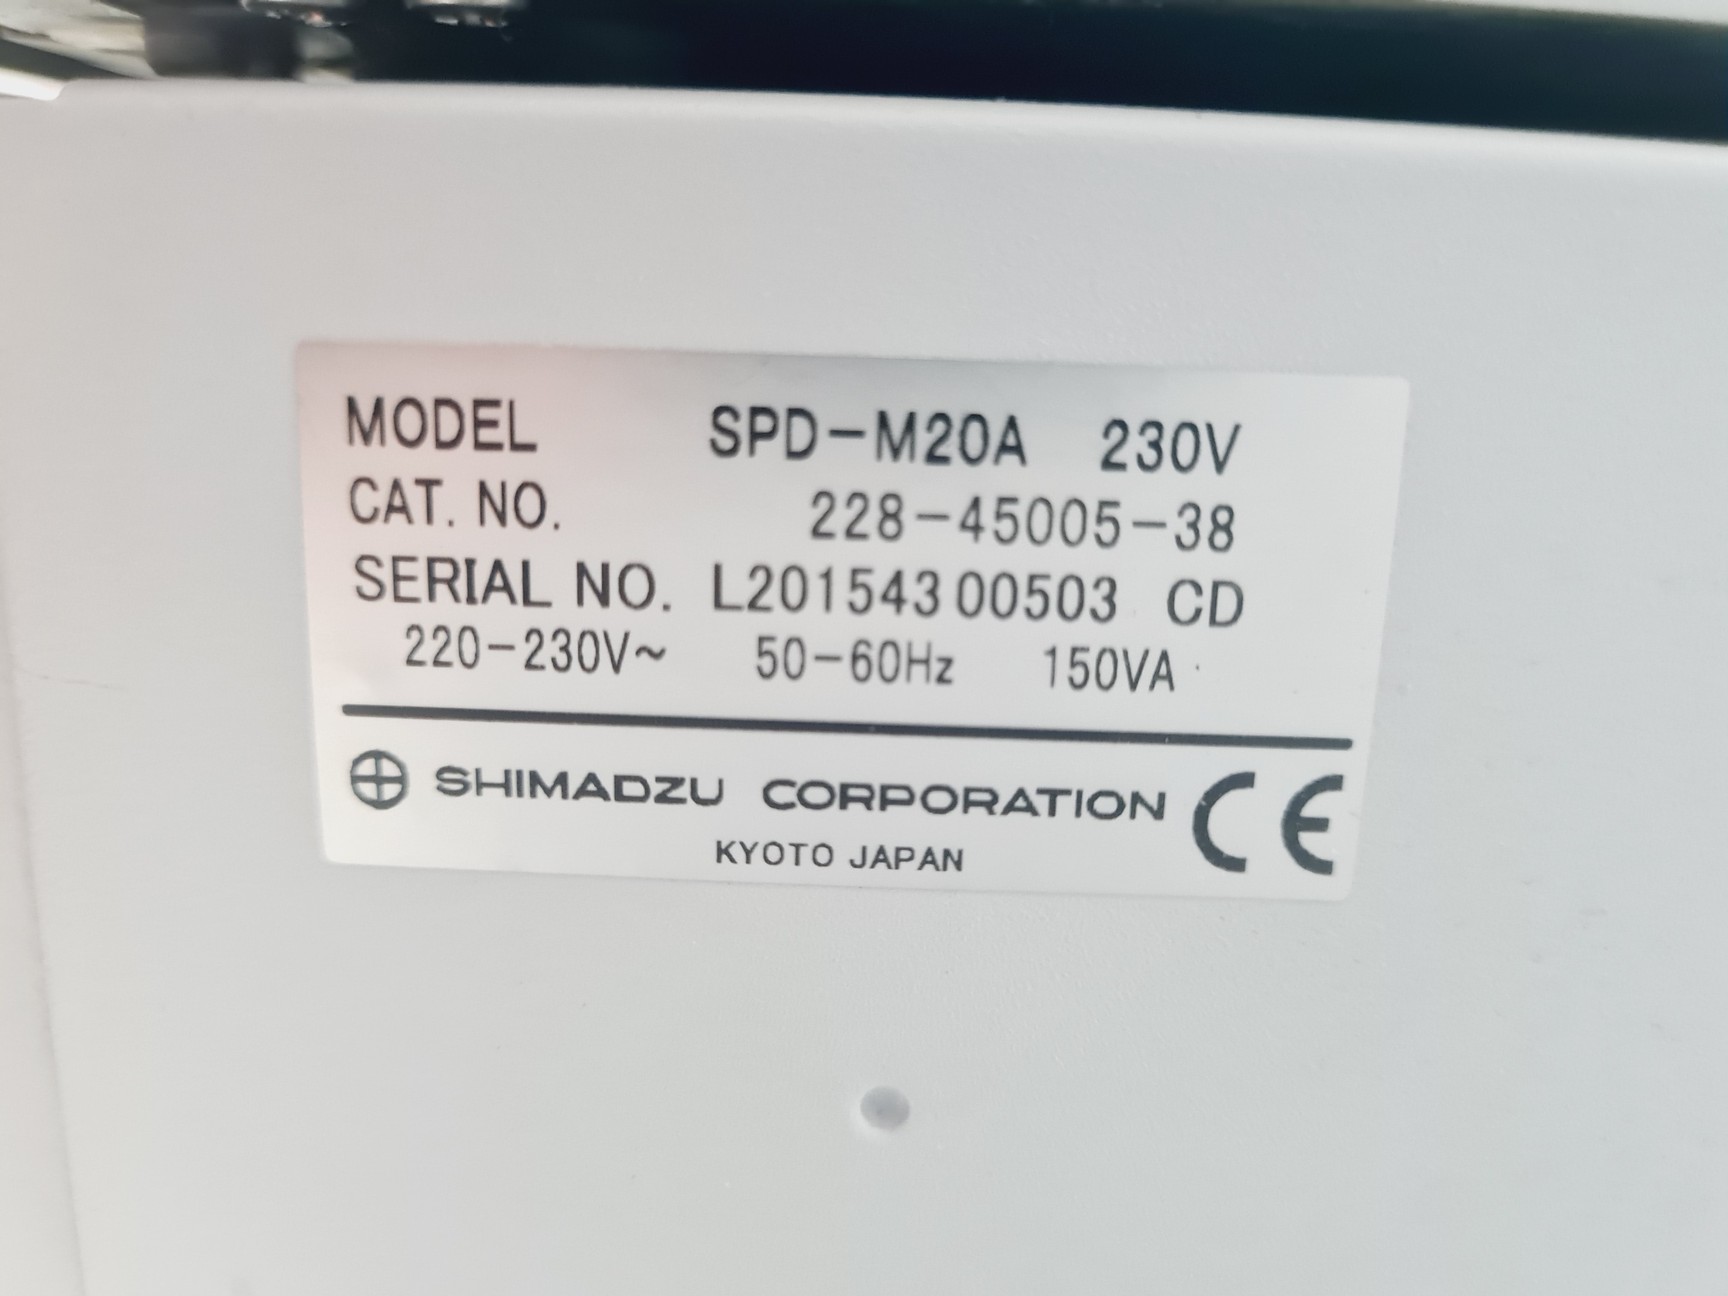 MODEL SPD-M20A 230V
CAT. NO. 228-45005-38
SERIAL NO. L20154300503 CD
220-230V~ 50-60Hz 150VA
SHIMADZU CORPORATION CE
KYOTO JAPAN